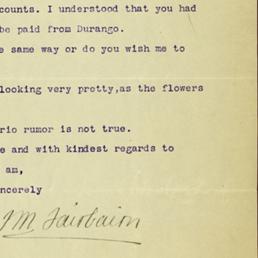 counts. I understood that you had
be paid from Durango.
e same way or do you wish me to
looking very pretty,as the flowers
rio rumor is not true.
e and with kindest regards to
am,
ncerely
J M Fairbairn